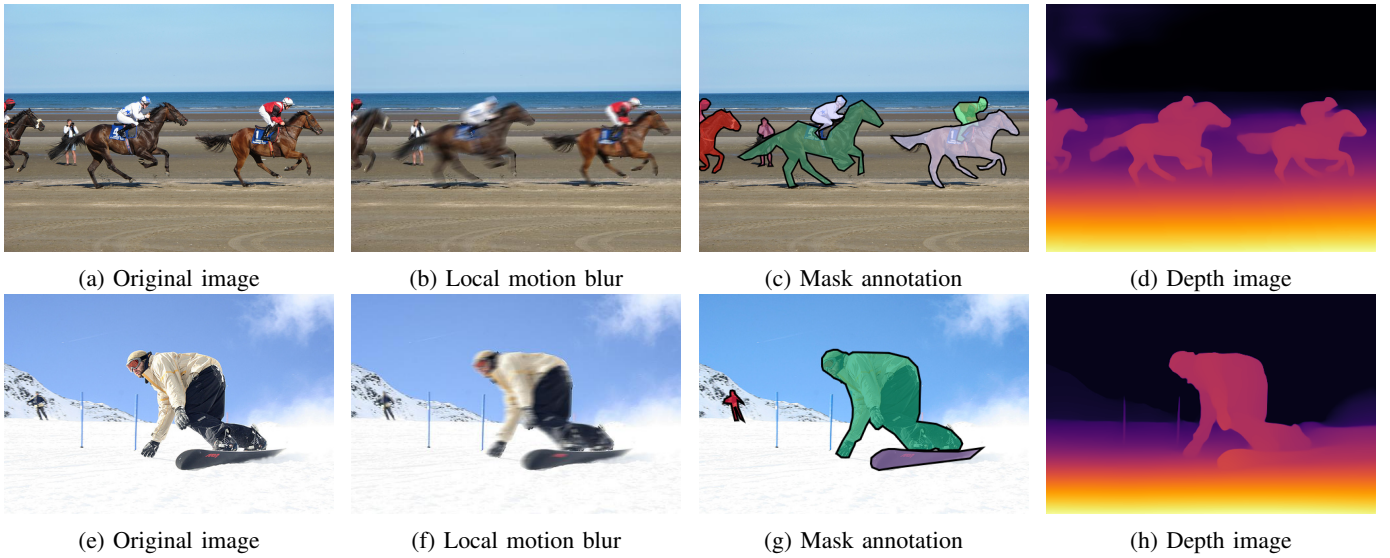 (a) Original image
(b) Local motion blur
(c) Mask annotation
(d) Depth image
(e) Original image
(f) Local motion blur
(g) Mask annotation
(h) Depth image